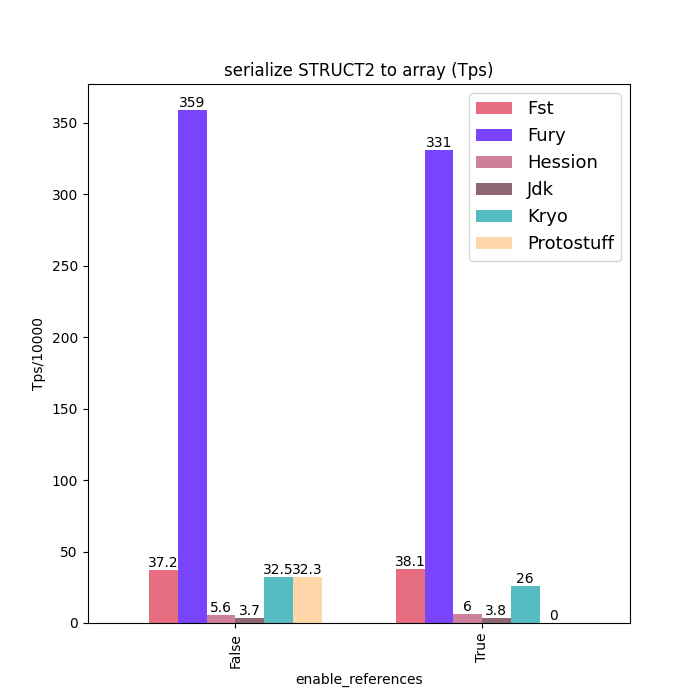 serialize STRUCT2 to array (Tps)
Fst
Fury
Hession
Jdk
Kryo
Protostuff
359
331
37.2
5.6
3.7
32.5
32.3
38.1
6
3.8
26
0
350
300
250
200
150
100
50
0
Tps/10000
False
True
enable_references